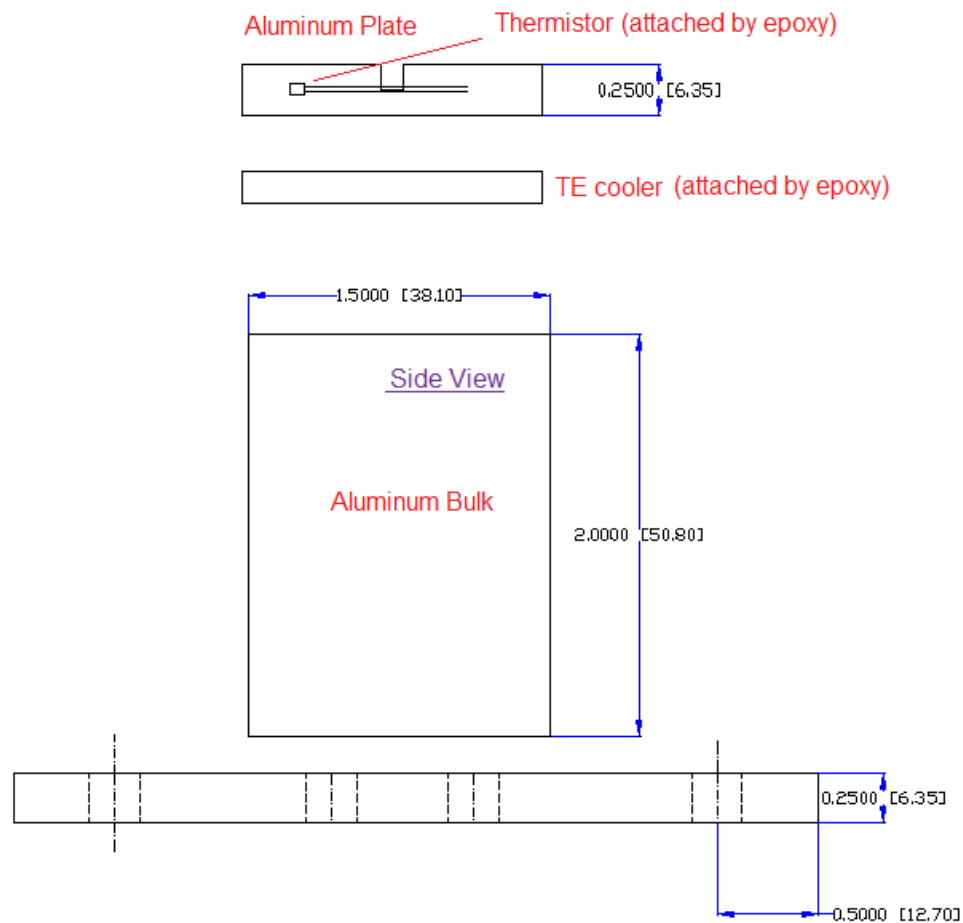 Aluminum Plate
Thermistor (attached by epoxy)
0.2500 [6.35]
TE cooler (attached by epoxy)
1.5000 [38.10]
Side View
Aluminum Bulk
2.0000 [50.80]
0.2500 [6.35]
0.5000 [12.70]